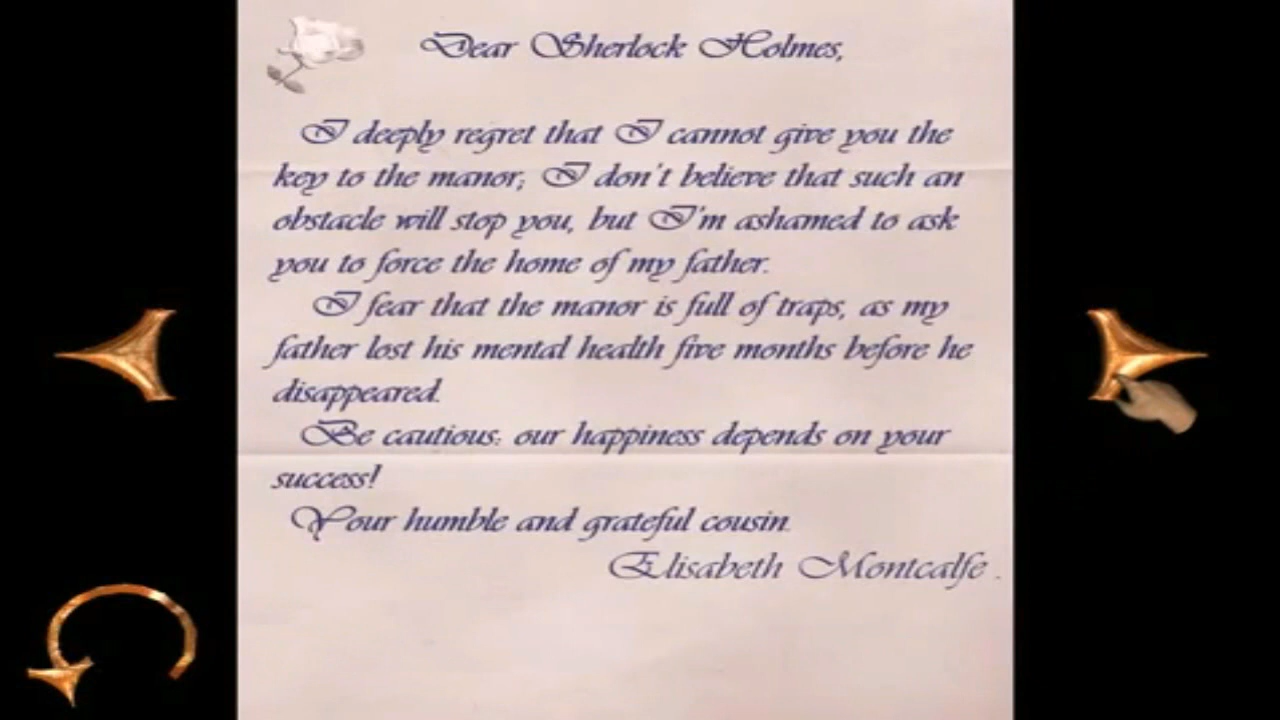 Dear Sherlock Holmes,
I deeply regret that I cannot give you the
key to the manor; I don't believe that such an
obstacle will stop you, but I'm ashamed to ask
you to force the home of my father.
I fear that the manor is full of traps, as my
father lost his mental health five months before he
disappeared.
Be cautious: our happiness depends on your
success!
Your humble and grateful cousin.
Elisabeth Montcalfe.